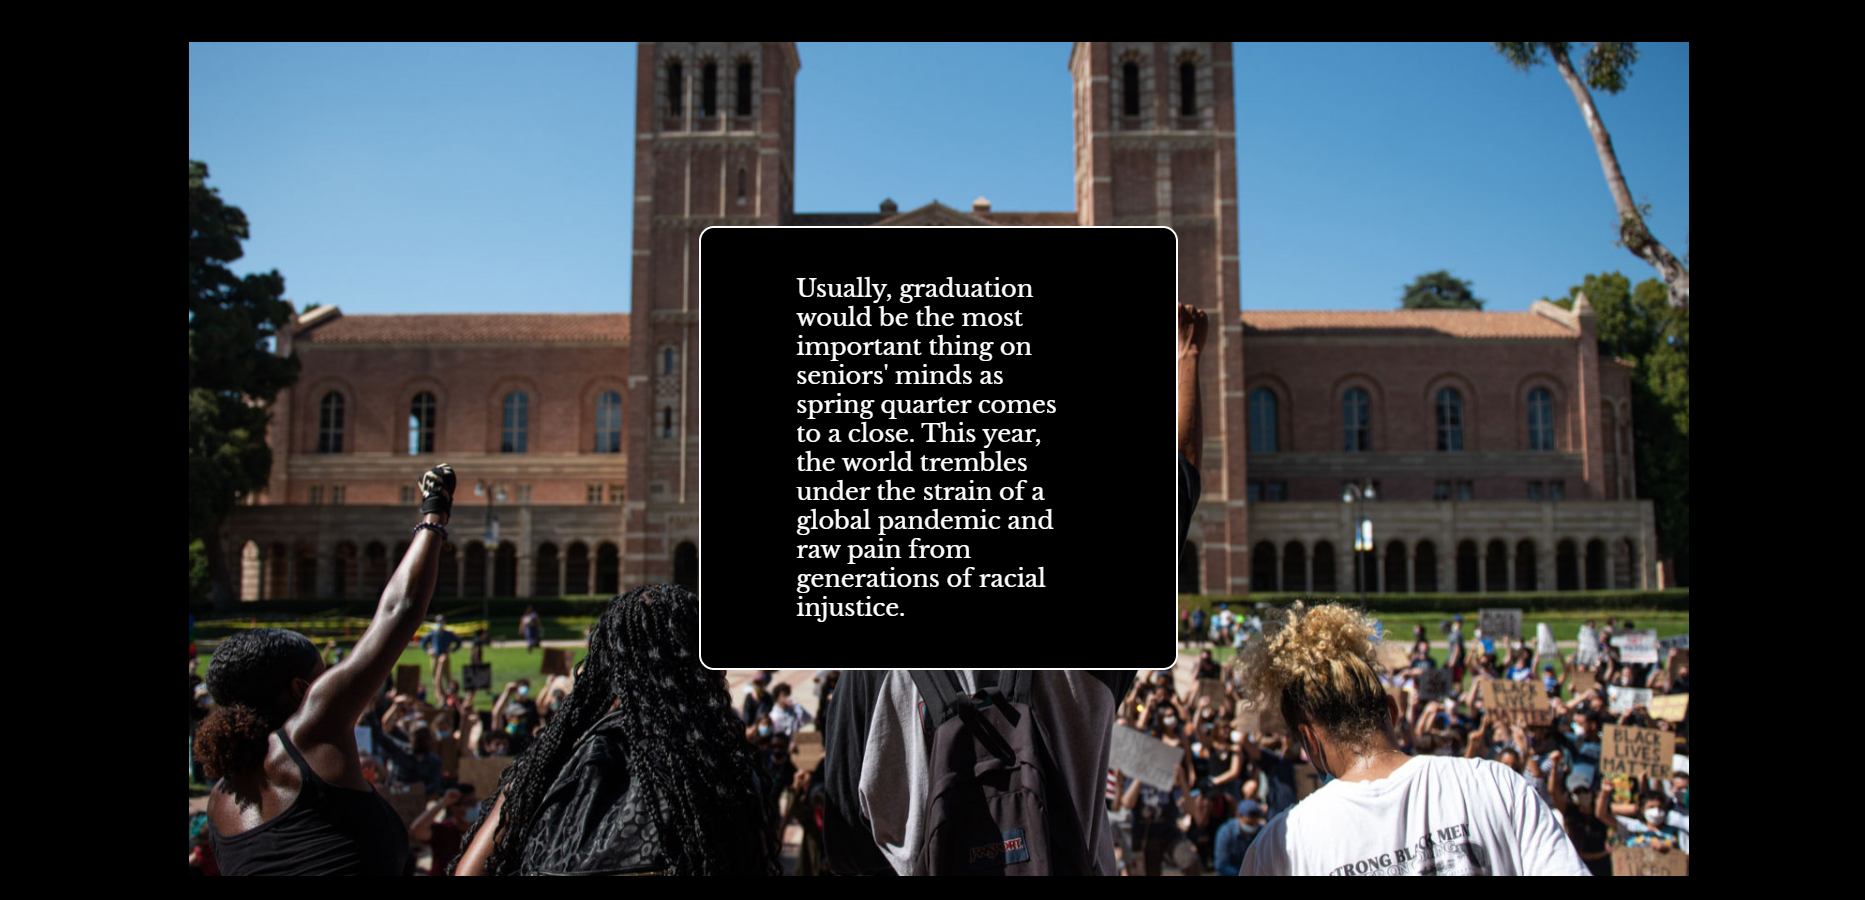 Usually, graduation
would be the most
important thing on
seniors' minds as
spring quarter comes
to a close. This year,
the world trembles
under the strain of a
global pandemic and
raw pain from
generations of racial
injustice.
BLACK
LIVES
BLACK
LIVES
MATTER
JANSPORT
STRONG BLACK MEN